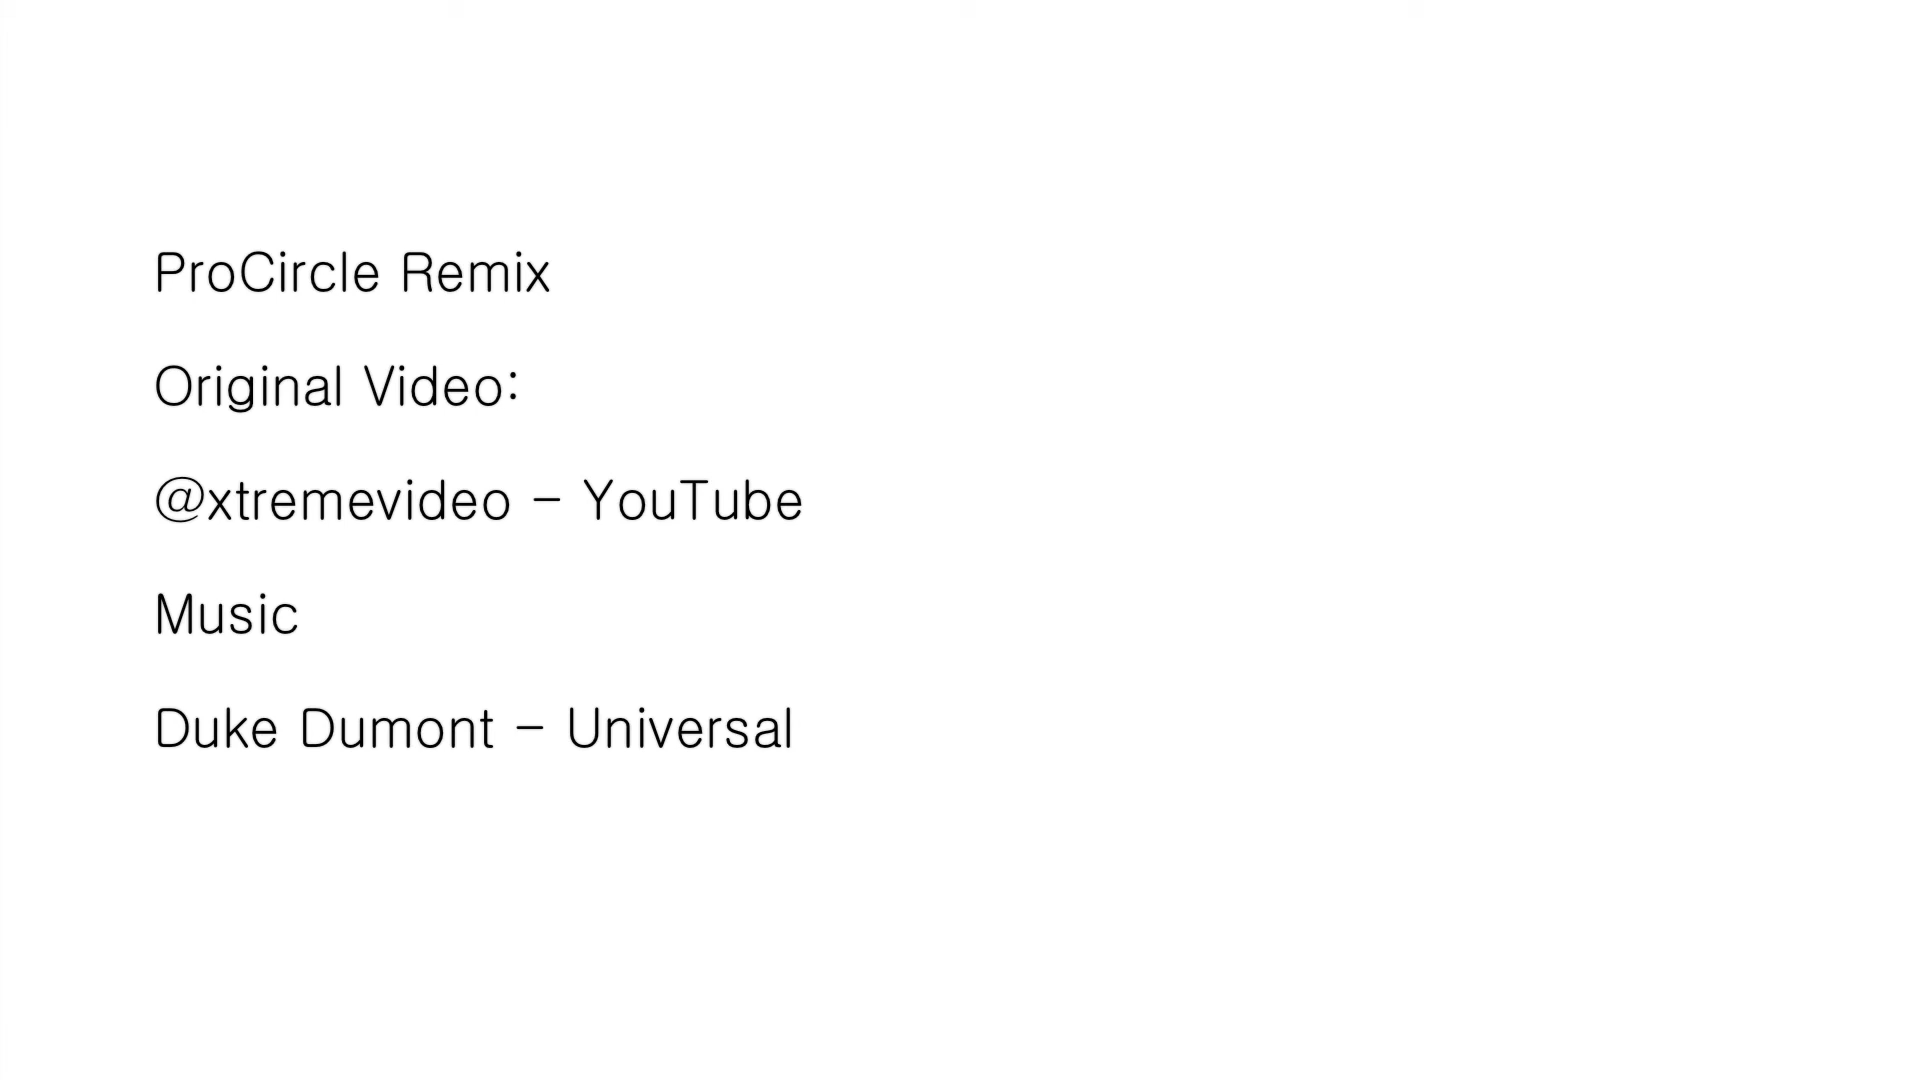 ProCircle Remix
Original Video:
@xtremevideo - YouTube
Music
Duke Dumont - Universal